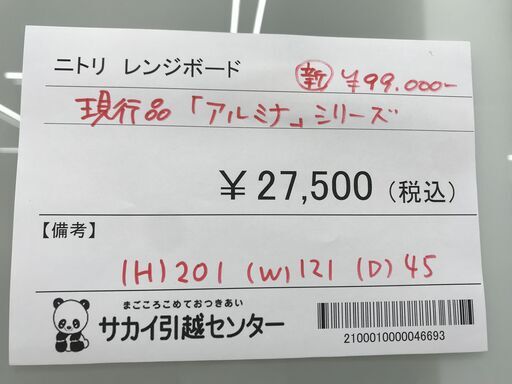 ニトリ レンジボード
新 ¥99.000-
現行品「アルミナ」シリーズ
¥27,500(税込)
【備考】
(H)201 (W)121 (D)45
まごころこめておつきあい
サカイ引越センター
2100010000046693